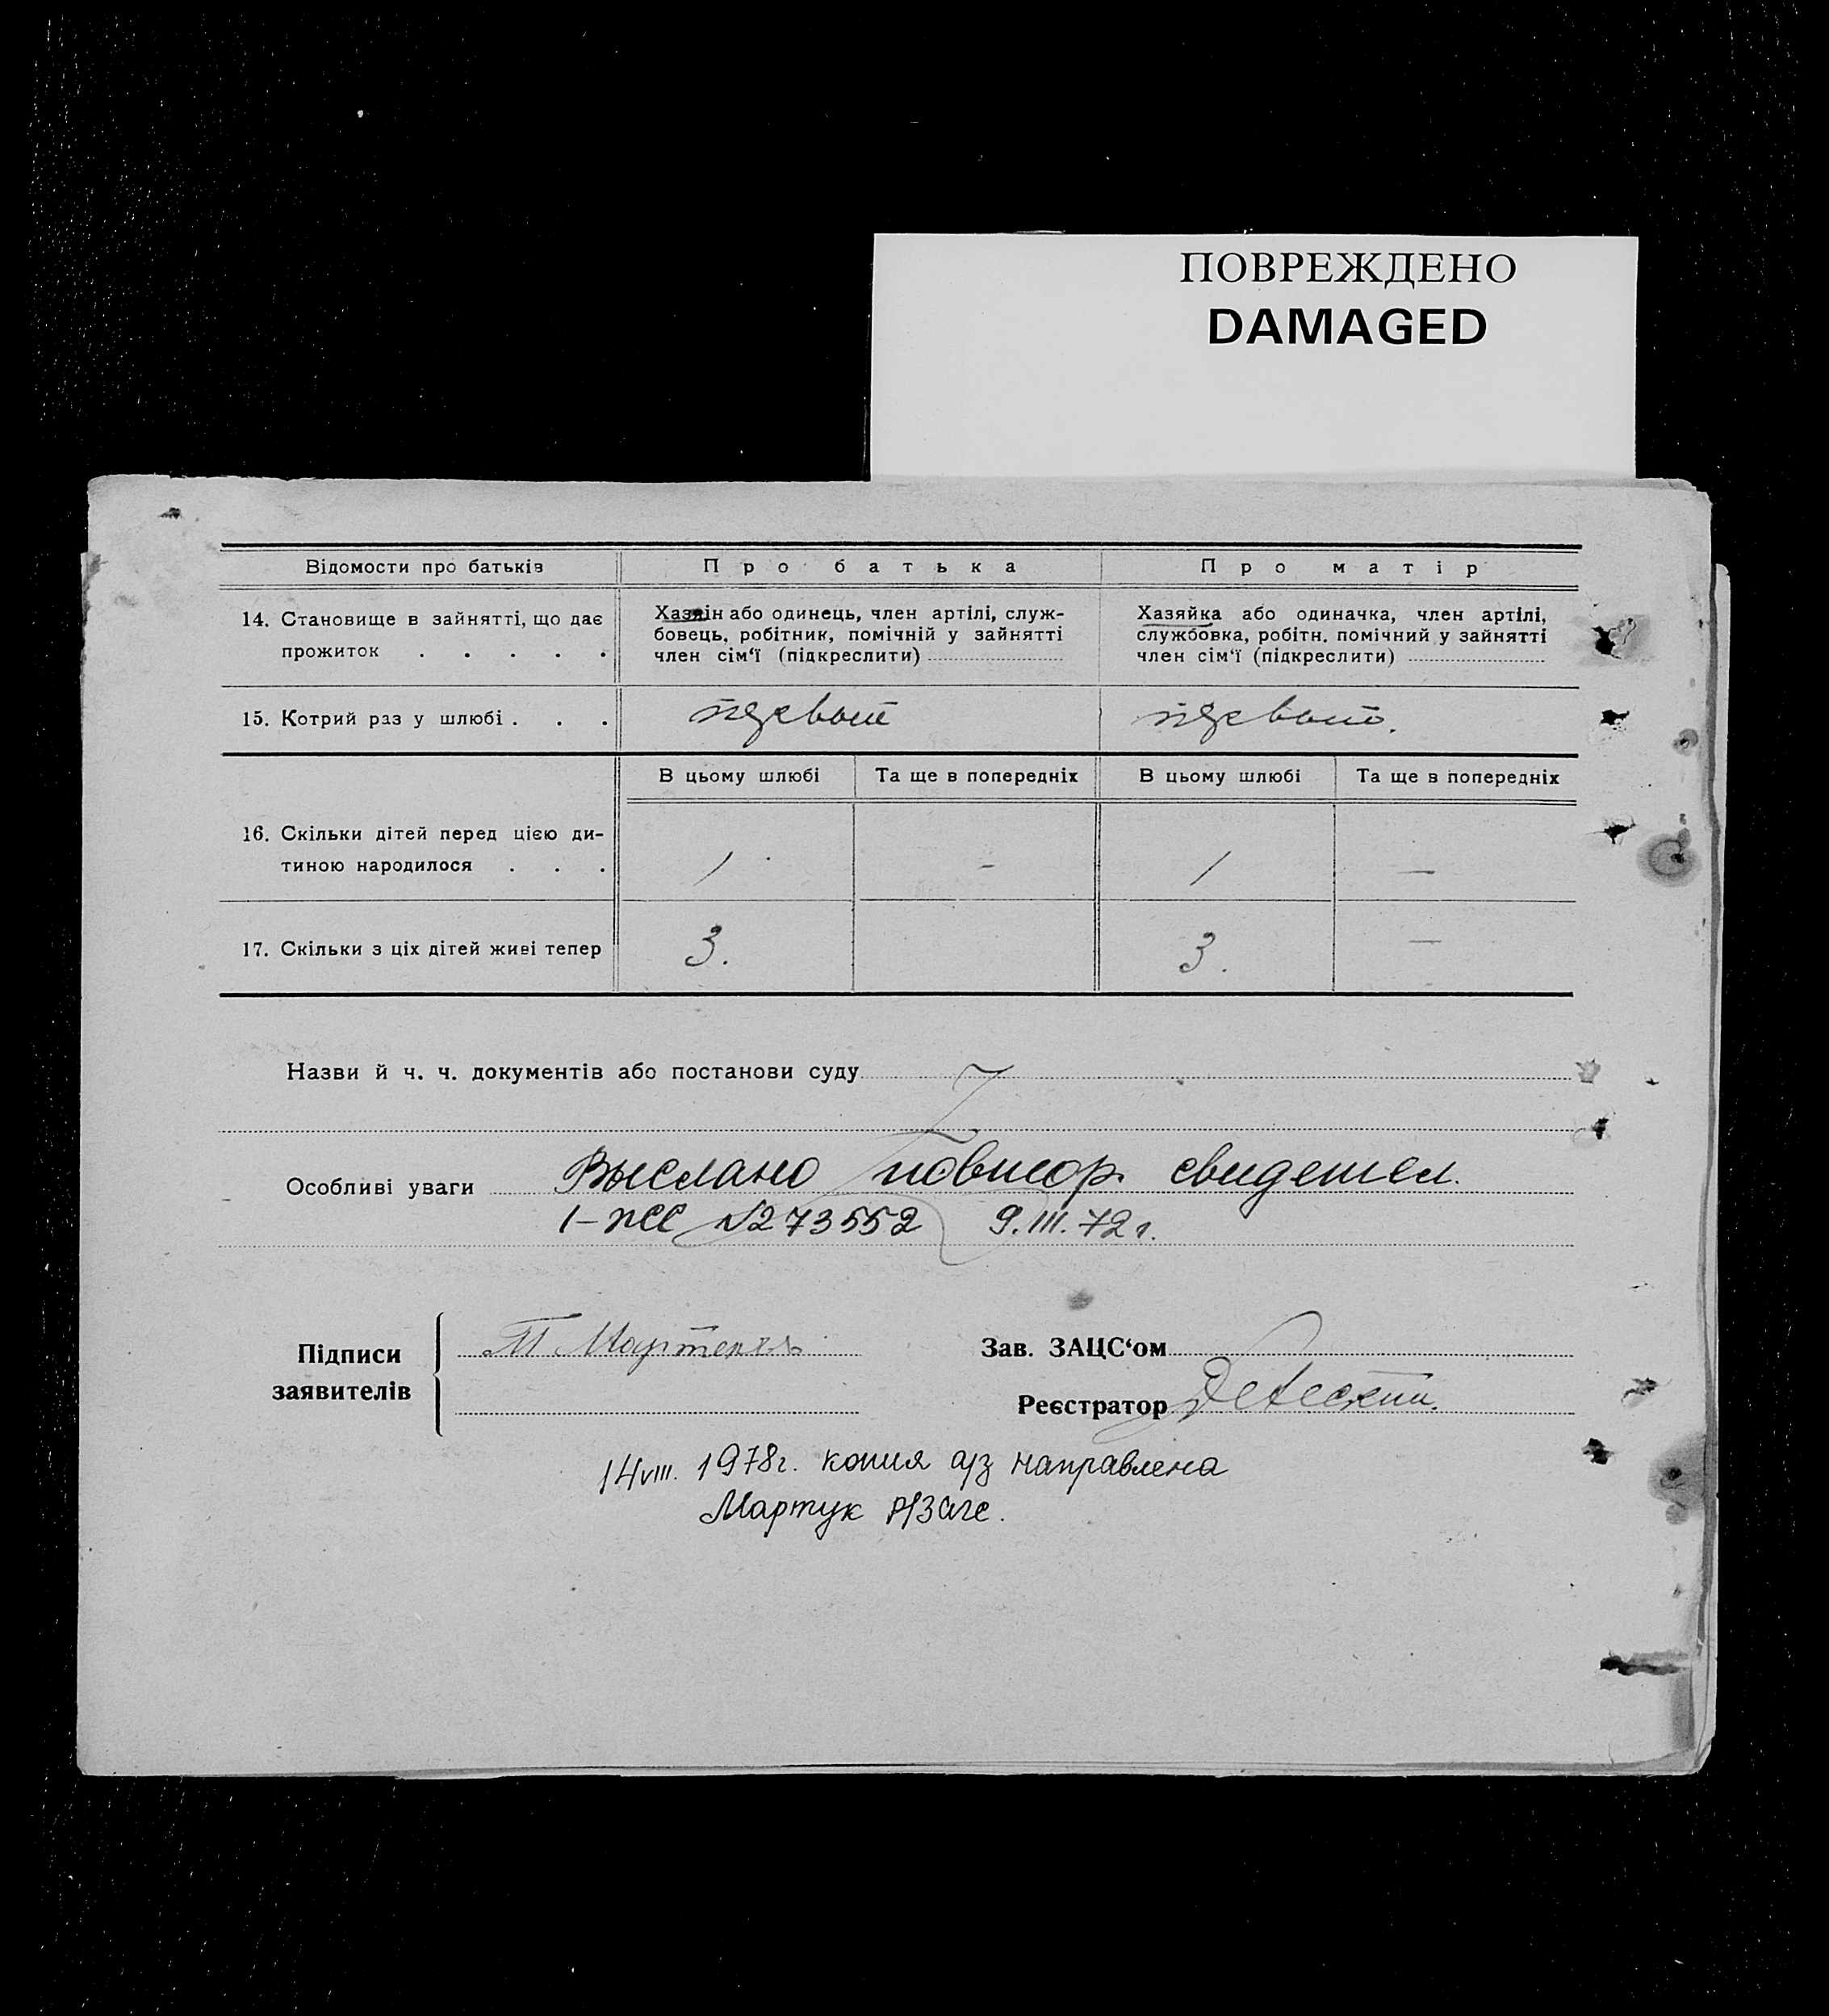 ПОВРЕЖДЕНО
DAMAGED
Відомости про батьків
Про батька
Про матір
14. Становище в зайнятті, що дає
прожиток . . . . .
Хазяїн або одинець, член артілі, служ-
бовець, робітник, помічній у зайнятті
член сім‘ї (підкреслити)
Хазяйка або одиначка, член артілі,
службовка, робітн. помічний у зайнятті
член сім‘ї (підкреслити)
15. Котрий раз у шлюбі . . .
первый
первый.
В цьому шлюбі
Та ще в попередніх
В цьому шлюбі
Та ще в попередніх
16. Скільки дітей перед цією ди-
тиною народилося . . .
1
-
1
—
17. Скільки з ціх дітей живі тепер
3.
3.
—
Назви й ч. ч. документів або постанови суду
Особливі уваги Выслано повтор. свидетел.
№273552 9.III.72г.
Підписи
заявителів
Зав. ЗАЦС‘ом
Реєстратор
14 VIII. 1978г. копия а/з направлена
Мартук р/загс.